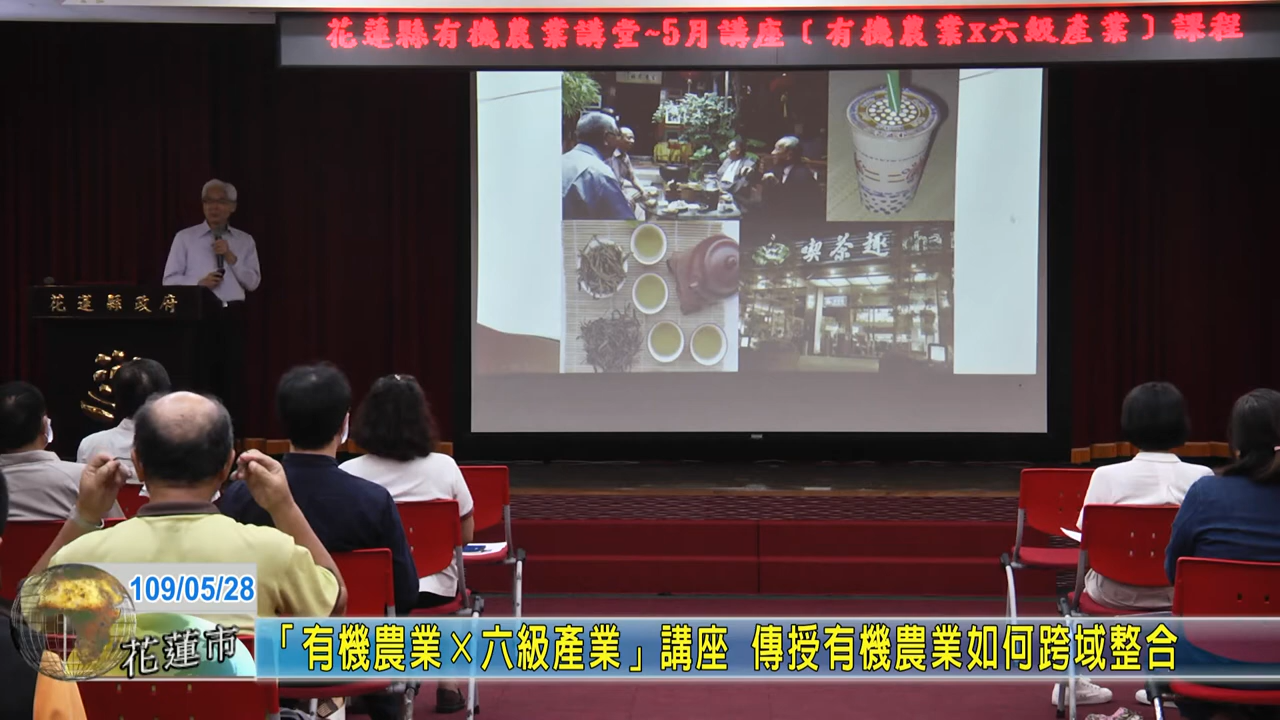 花蓮縣有機農業講堂~5月講座〔有機農業x六級產業〕課程
喫茶趣
花蓮縣政府
109/05/28
花蓮市
「有機農業×六級產業」講座 傳授有機農業如何跨域整合